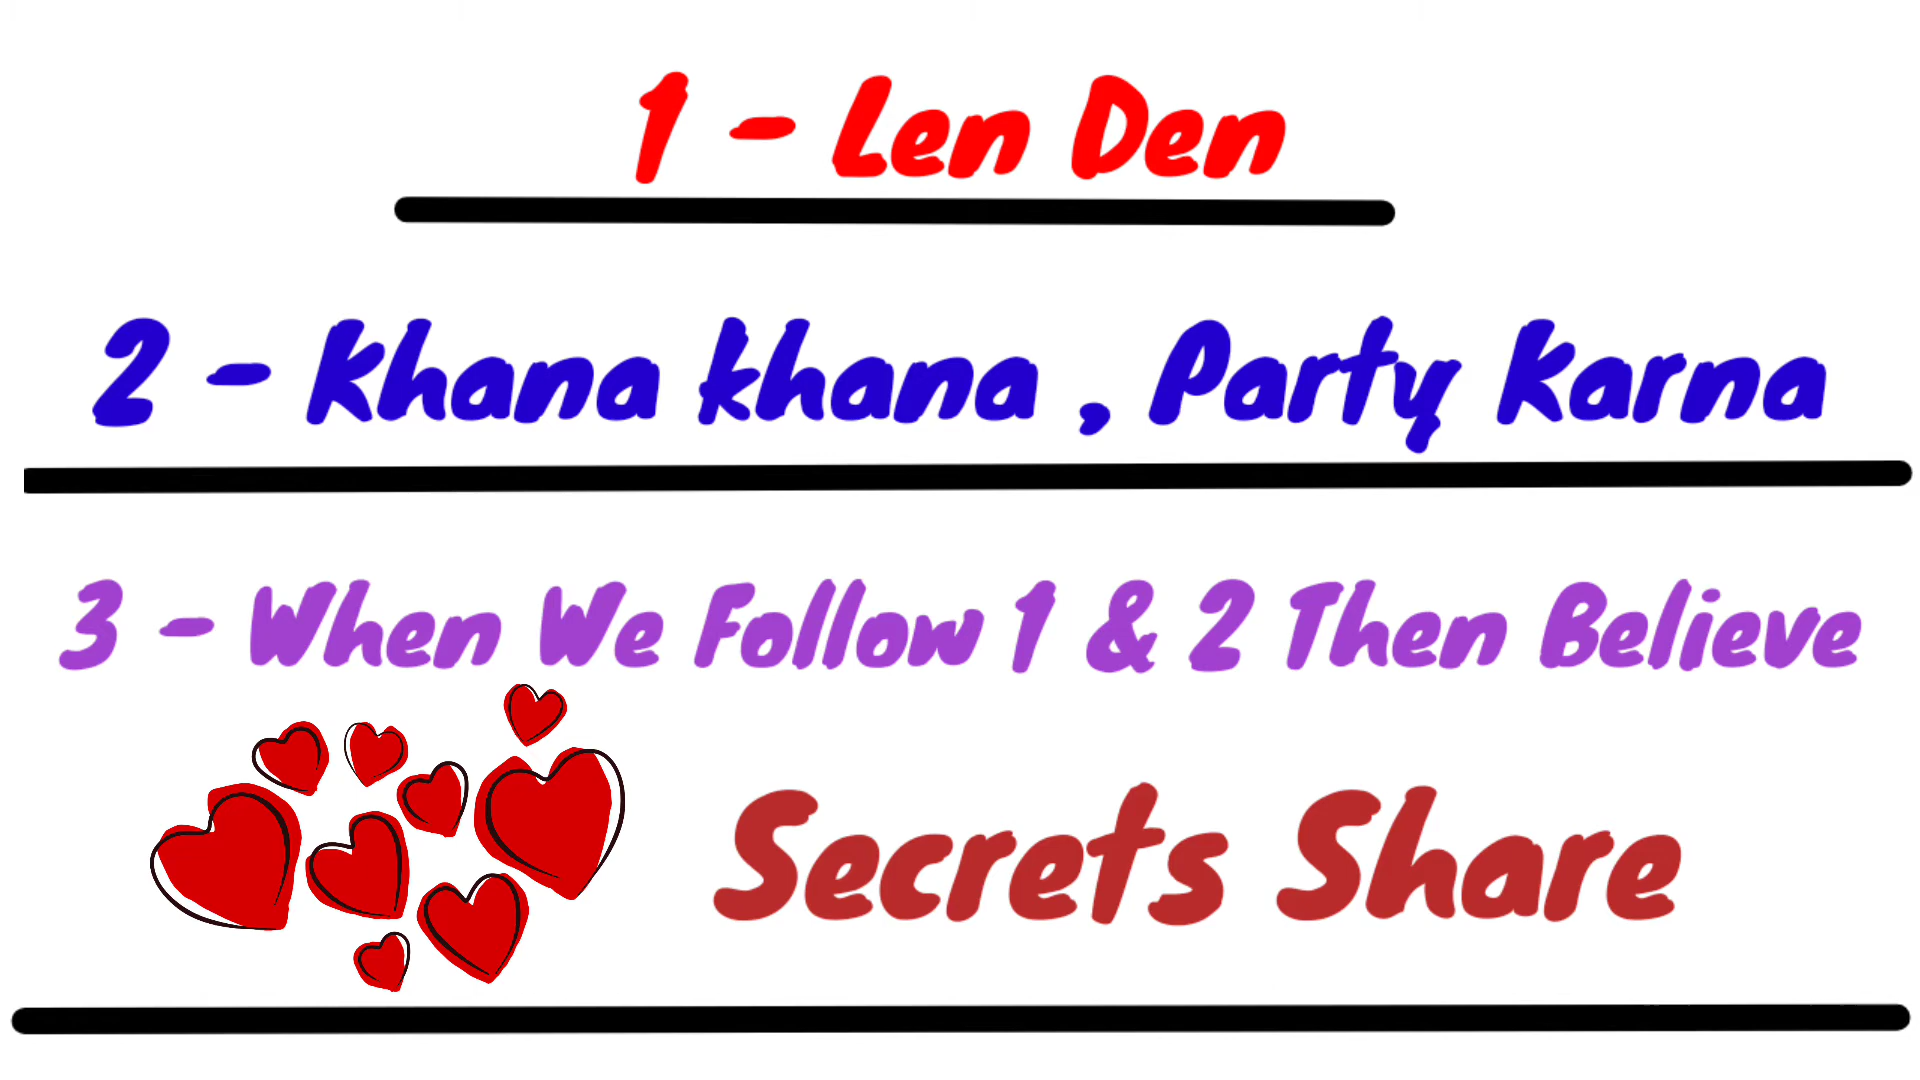 1 - Len Den
2 - Khana khana , Party Karna
3 - When We Follow 1 & 2 Then Believe
Secrets Share